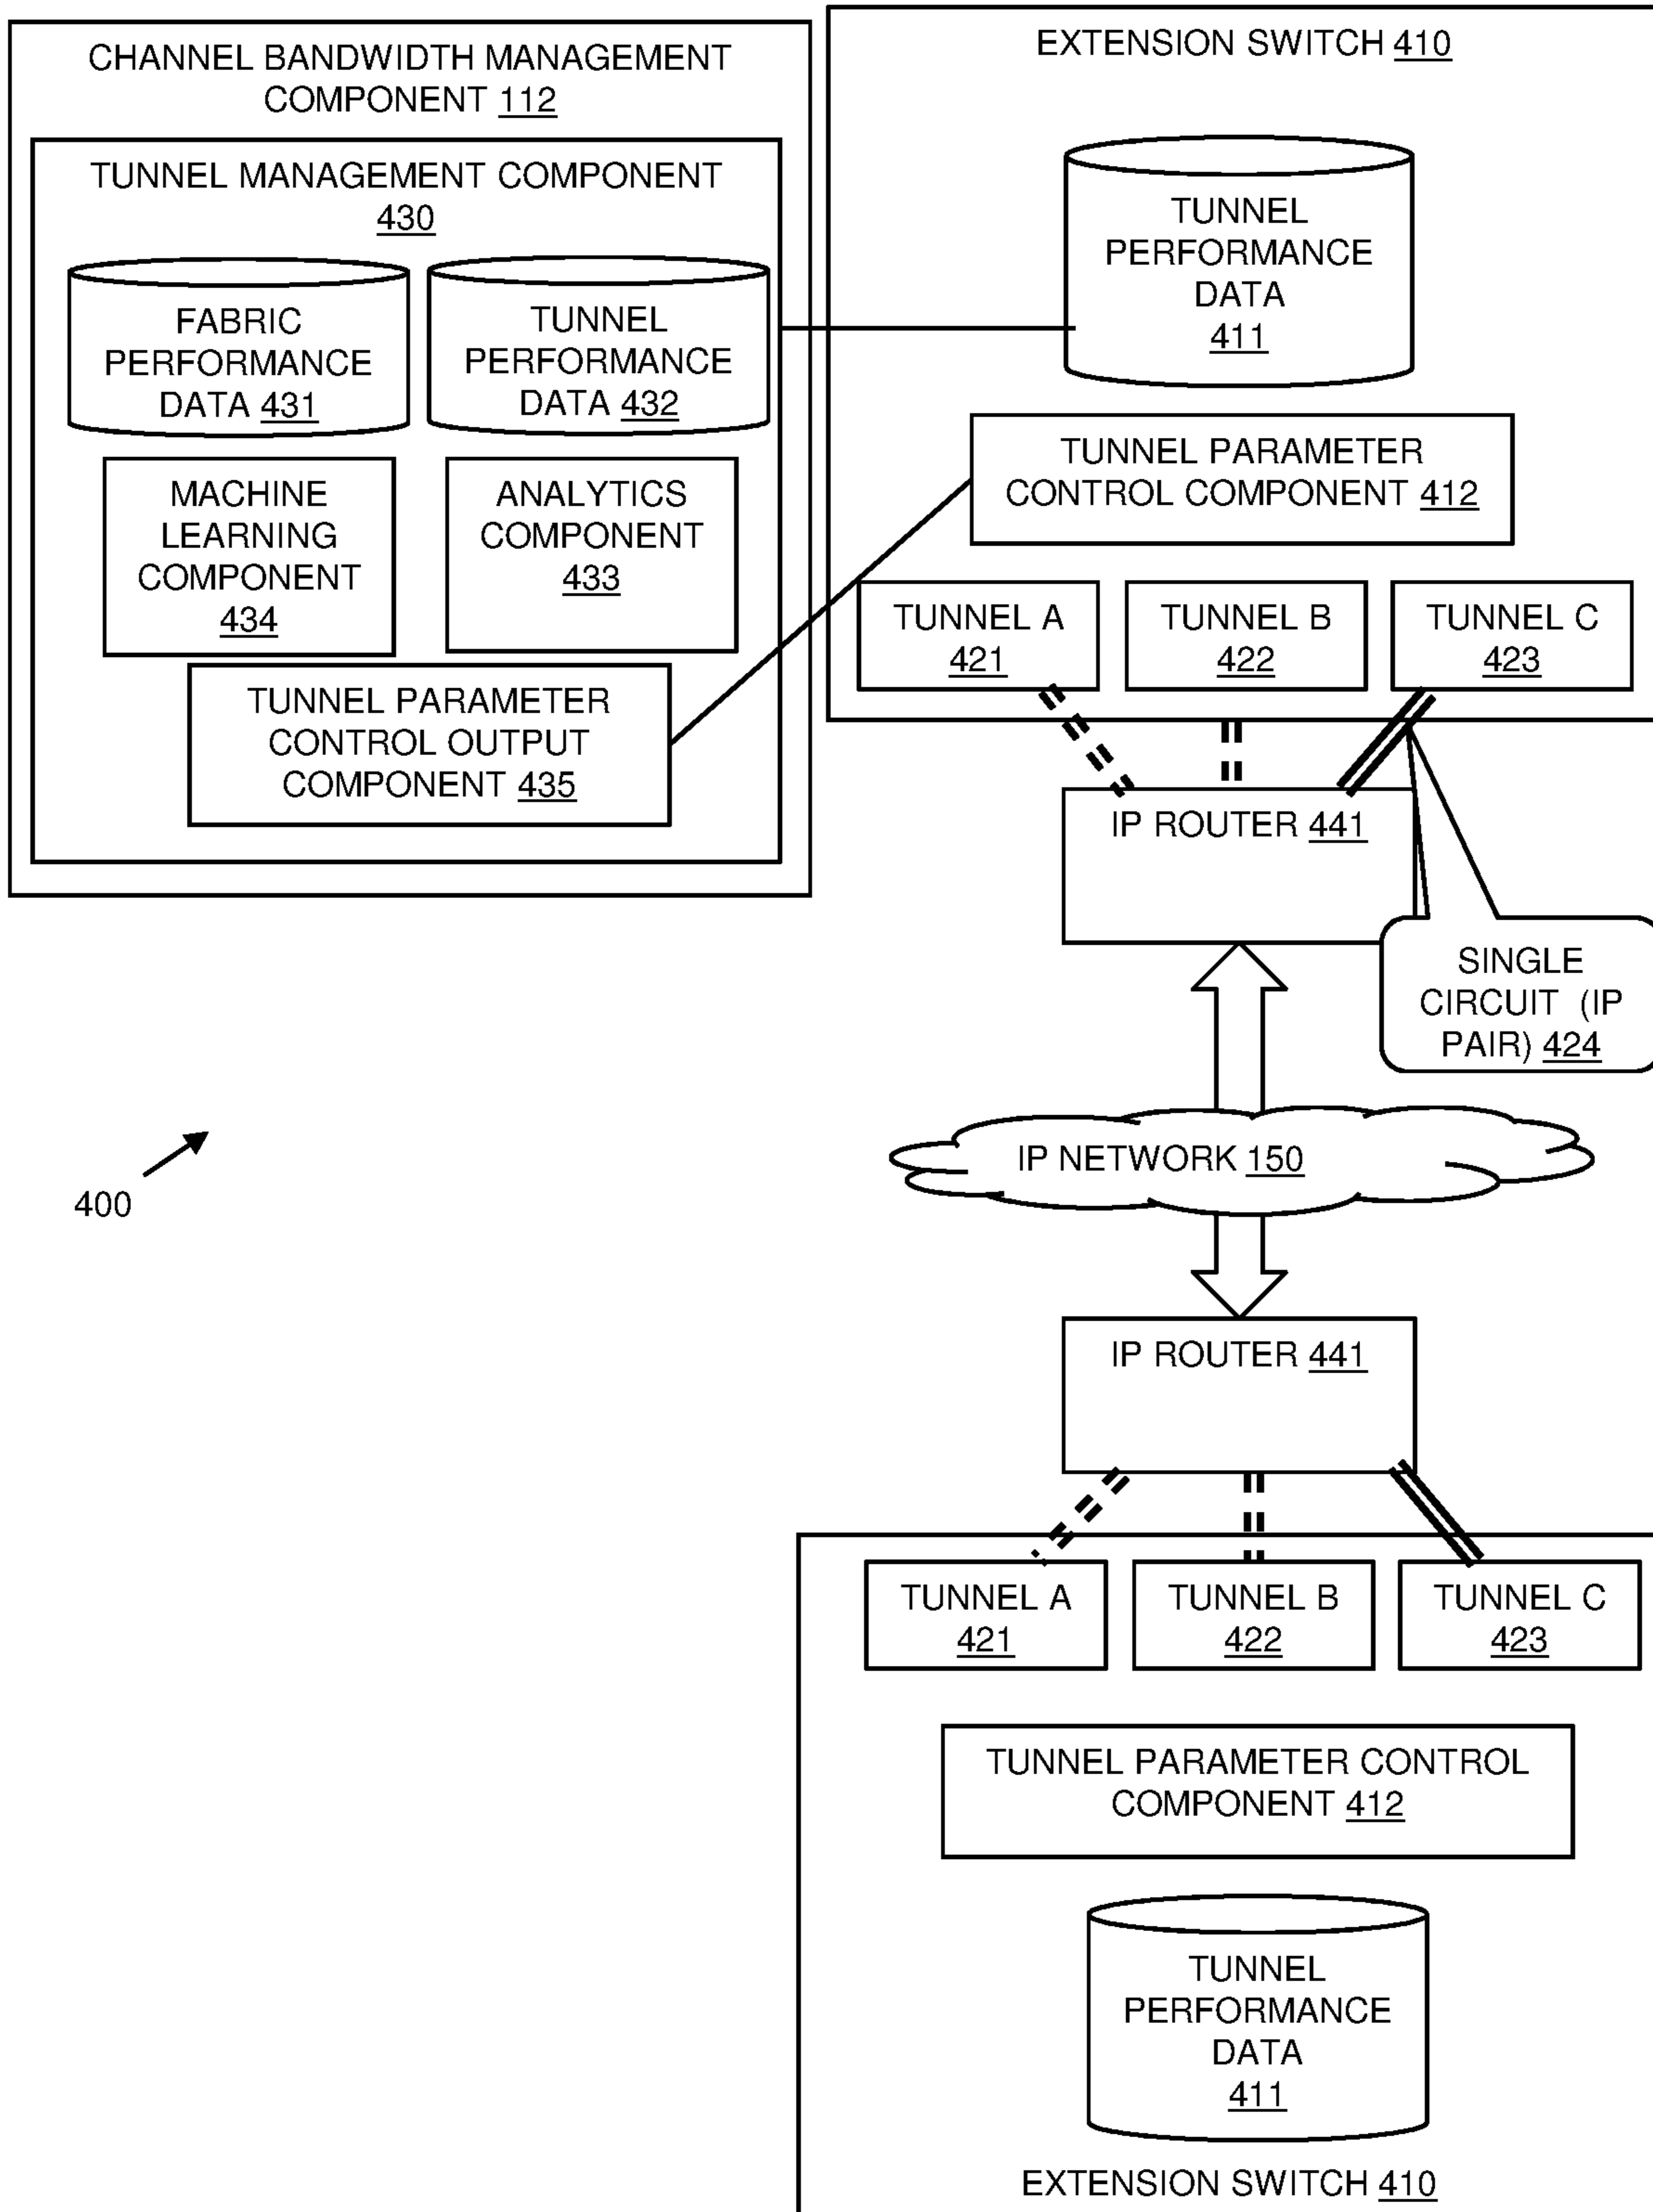 CHANNEL BANDWIDTH MANAGEMENT
COMPONENT 112
TUNNEL MANAGEMENT COMPONENT
430
FABRIC
PERFORMANCE
DATA 431
TUNNEL
PERFORMANCE
DATA 432
MACHINE
LEARNING
COMPONENT
434
ANALYTICS
COMPONENT
433
TUNNEL PARAMETER
CONTROL OUTPUT
COMPONENT 435
EXTENSION SWITCH 410
TUNNEL
PERFORMANCE
DATA
411
TUNNEL PARAMETER
CONTROL COMPONENT 412
TUNNEL A
421
TUNNEL B
422
TUNNEL C
423
IP ROUTER 441
SINGLE
CIRCUIT (IP
PAIR) 424
IP NETWORK 150
400
IP ROUTER 441
TUNNEL A
421
TUNNEL B
422
TUNNEL C
423
TUNNEL PARAMETER CONTROL
COMPONENT 412
TUNNEL
PERFORMANCE
DATA
411
EXTENSION SWITCH 410